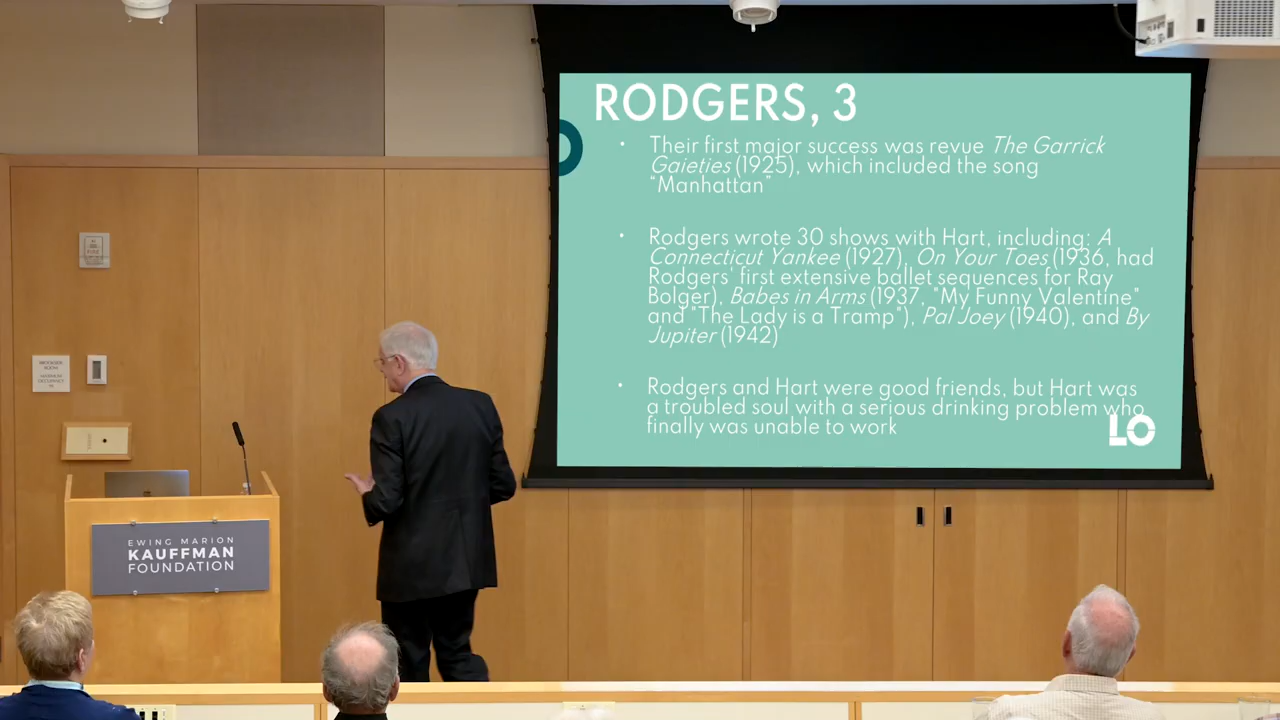 RODGERS, 3
• Their first major success was revue The Garrick
Gaieties (1925), which included the song
“Manhattan”
• Rodgers wrote 30 shows with Hart, including: A
Connecticut Yankee (1927), On Your Toes (1936, had
Rodgers' first extensive ballet sequences for Ray
Bolger), Babes in Arms (1937, "My Funny Valentine"
and "The Lady is a Tramp"), Pal Joey (1940), and By
Jupiter (1942)
• Rodgers and Hart were good friends, but Hart was
a troubled soul with a serious drinking problem who
finally was unable to work
LO
EWING MARION
KAUFFMAN
FOUNDATION
ROOM
MAXIMUM
OCCUPANCY